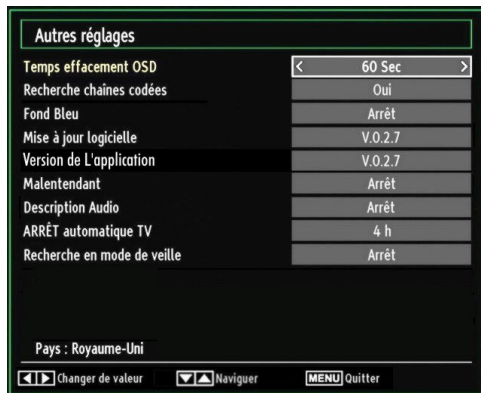 Autres réglages
Temps effacement OSD < 60 Sec >
Recherche chaînes codées Oui
Fond Bleu Arrêt
Mise à jour logicielle V.0.2.7
Version de L'application V.0.2.7
Malentendant Arrêt
Description Audio Arrêt
ARRÊT automatique TV 4 h
Recherche en mode de veille Arrêt
Pays : Royaume-Uni
Changer de valeur Naviguer MENU Quitter